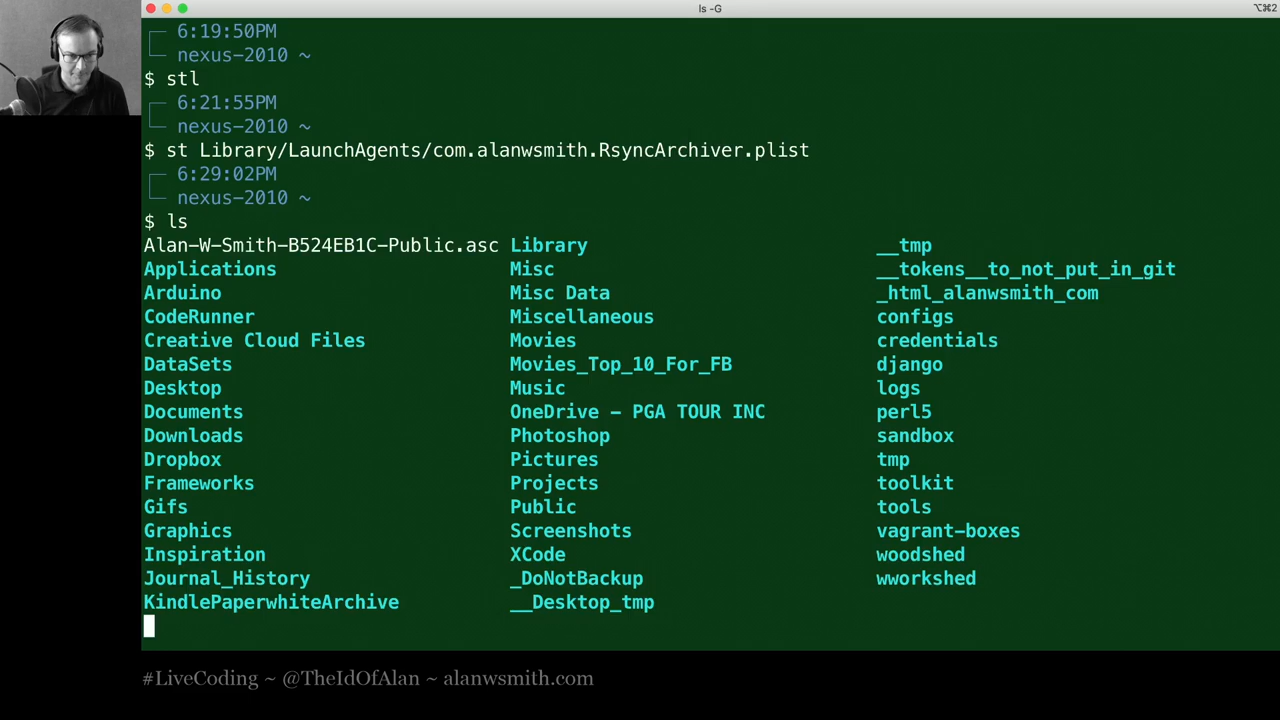 ls -G
⌥⌘2
6:19:50PM
nexus-2010 ~
$ stl
6:21:55PM
nexus-2010 ~
$ st Library/LaunchAgents/com.alanwsmith.RsyncArchiver.plist
6:29:02PM
nexus-2010 ~
$ ls
Alan-W-Smith-B524EB1C-Public.asc Library __tmp
Applications Misc __tokens__to_not_put_in_git
Arduino Misc Data _html_alanwsmith_com
CodeRunner Miscellaneous configs
Creative Cloud Files Movies credentials
DataSets Movies_Top_10_For_FB django
Desktop Music logs
Documents OneDrive - PGA TOUR INC perl5
Downloads Photoshop sandbox
Dropbox Pictures tmp
Frameworks Projects toolkit
Gifs Public tools
Graphics Screenshots vagrant-boxes
Inspiration XCode woodshed
Journal_History _DoNotBackup wworkshed
KindlePaperwhiteArchive __Desktop_tmp
#LiveCoding ~ @TheIdOfAlan ~ alanwsmith.com